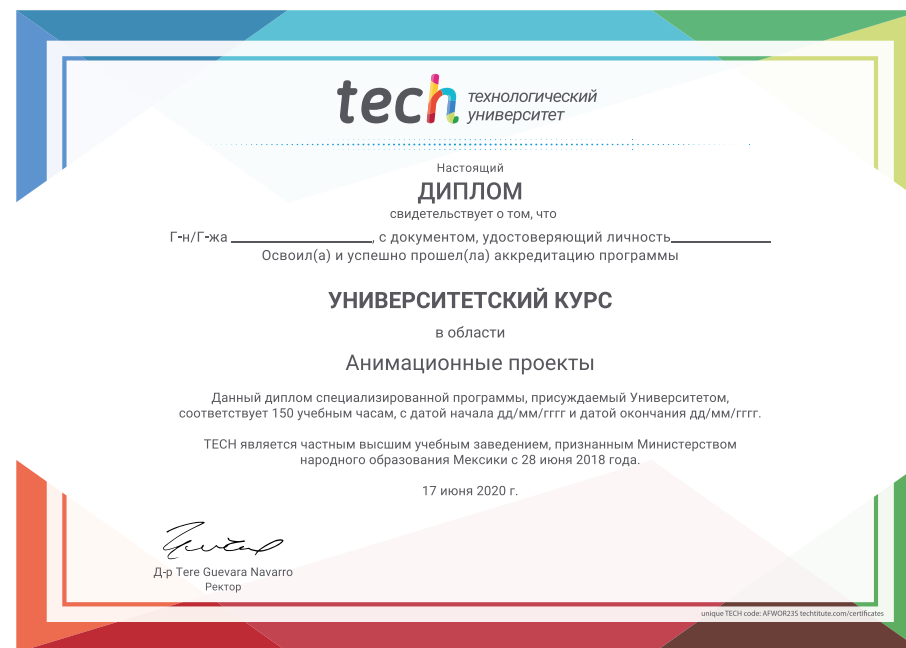 tech технологический
университет
Настоящий
ДИПЛОМ
свидетельствует о том, что
Г-н/Г-жа ____________, с документом, удостоверяющий личность____________
Освоил(а) и успешно прошел(ла) аккредитацию программы
УНИВЕРСИТЕТСКИЙ КУРС
в области
Анимационные проекты
Данный диплом специализированной программы, присуждаемый Университетом,
соответствует 150 учебным часам, с датой начала дд/мм/гггг и датой окончания дд/мм/гггг.
TECH является частным высшим учебным заведением, признанным Министерством
народного образования Мексики с 28 июня 2018 года.
17 июня 2020 г.
Д-р Tere Guevara Navarro
Ректор
unique TECH code: AFWOR23S techtitute.com/certificates